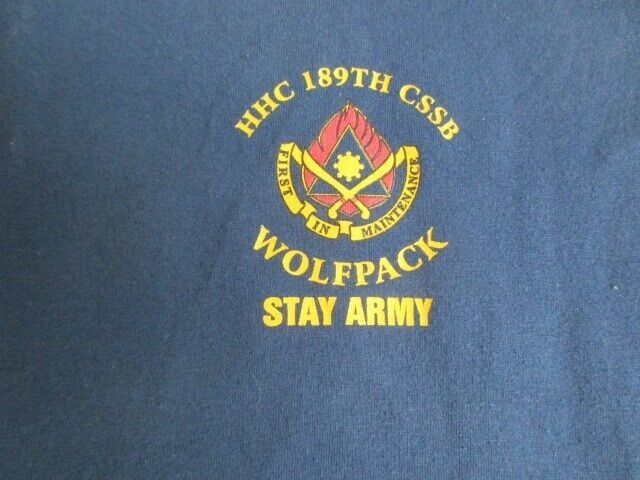 HHC 189TH CSSB
FIRST IN MAINTENANCE
WOLFPACK
STAY ARMY